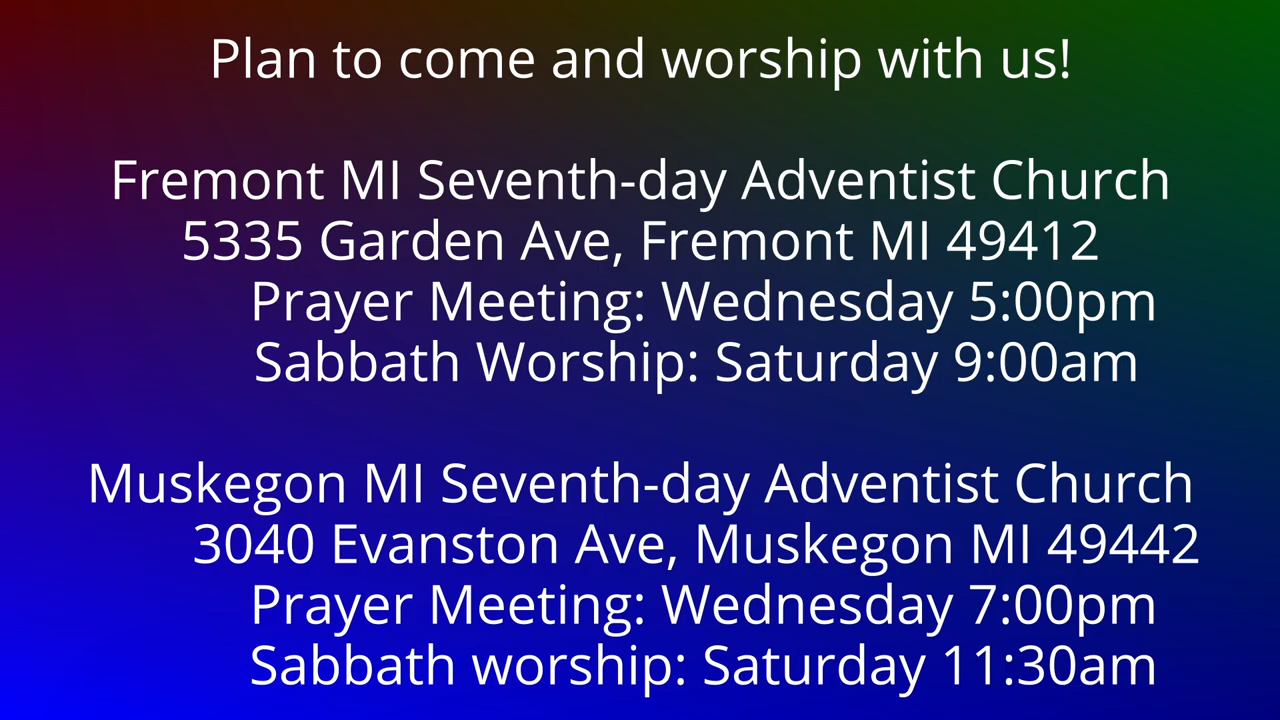 Plan to come and worship with us!
Fremont MI Seventh-day Adventist Church
5335 Garden Ave, Fremont MI 49412
Prayer Meeting: Wednesday 5:00pm
Sabbath Worship: Saturday 9:00am
Muskegon MI Seventh-day Adventist Church
3040 Evanston Ave, Muskegon MI 49442
Prayer Meeting: Wednesday 7:00pm
Sabbath worship: Saturday 11:30am